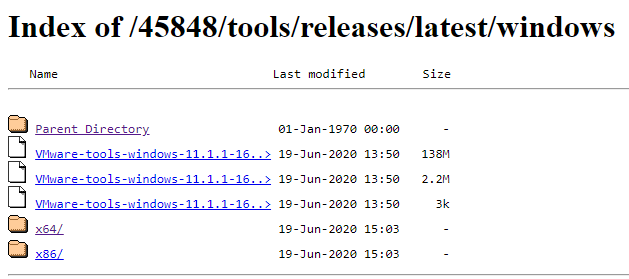 Index of /45848/tools/releases/latest/windows
Name Last modified Size
Parent Directory 01-Jan-1970 00:00 -
VMware-tools-windows-11.1.1-16..> 19-Jun-2020 13:50 138M
VMware-tools-windows-11.1.1-16..> 19-Jun-2020 13:50 2.2M
VMware-tools-windows-11.1.1-16..> 19-Jun-2020 13:50 3k
x64/ 19-Jun-2020 15:03 -
x86/ 19-Jun-2020 15:03 -